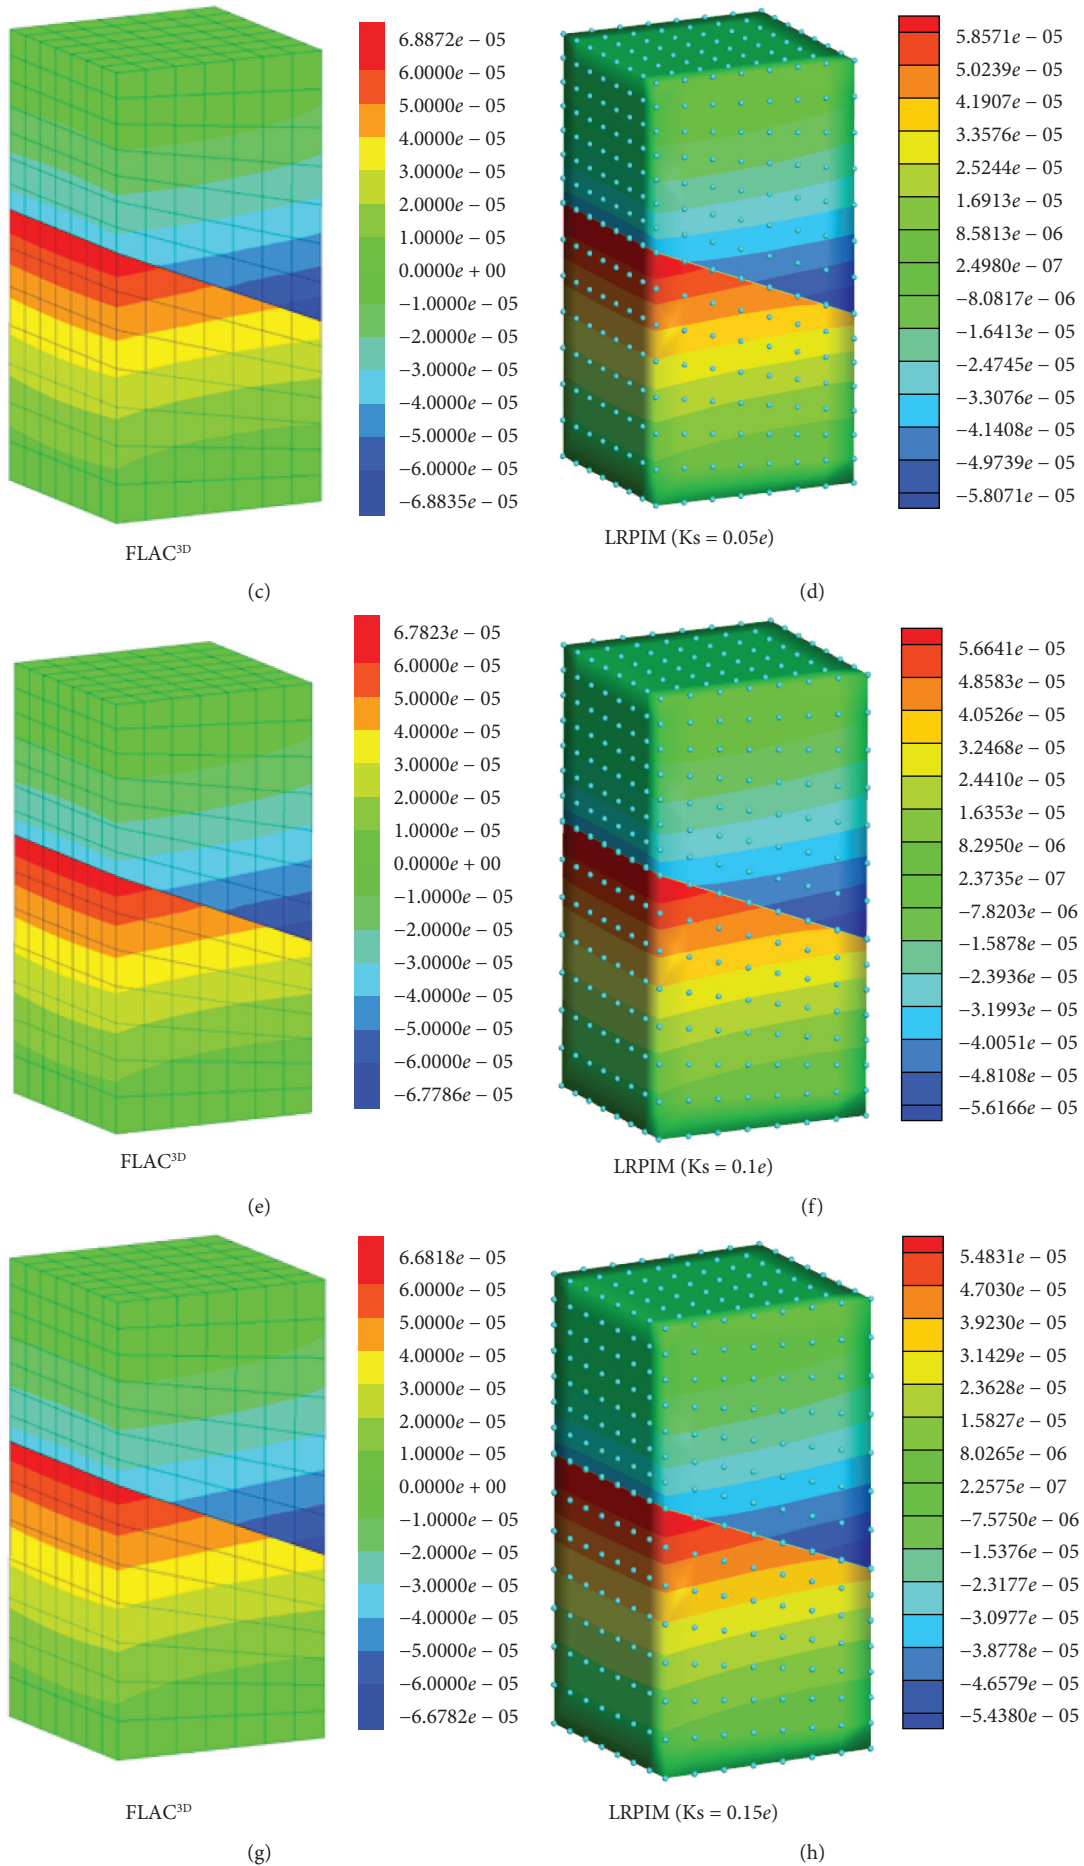 6.8872e − 05
6.0000e − 05
5.0000e − 05
4.0000e − 05
3.0000e − 05
2.0000e − 05
1.0000e − 05
0.0000e + 00
−1.0000e − 05
−2.0000e − 05
−3.0000e − 05
−4.0000e − 05
−5.0000e − 05
−6.0000e − 05
−6.8835e − 05
FLAC3D
(c)
5.8571e − 05
5.0239e − 05
4.1907e − 05
3.3576e − 05
2.5244e − 05
1.6913e − 05
8.5813e − 06
2.4980e − 07
−8.0817e − 06
−1.6413e − 05
−2.4745e − 05
−3.3076e − 05
−4.1408e − 05
−4.9739e − 05
−5.8071e − 05
LRPIM (Ks = 0.05e)
(d)
6.7823e − 05
6.0000e − 05
5.0000e − 05
4.0000e − 05
3.0000e − 05
2.0000e − 05
1.0000e − 05
0.0000e + 00
−1.0000e − 05
−2.0000e − 05
−3.0000e − 05
−4.0000e − 05
−5.0000e − 05
−6.0000e − 05
−6.7786e − 05
FLAC3D
(e)
5.6641e − 05
4.8583e − 05
4.0526e − 05
3.2468e − 05
2.4410e − 05
1.6353e − 05
8.2950e − 06
2.3735e − 07
−7.8203e − 06
−1.5878e − 05
−2.3936e − 05
−3.1993e − 05
−4.0051e − 05
−4.8108e − 05
−5.6166e − 05
LRPIM (Ks = 0.1e)
(f)
6.6818e − 05
6.0000e − 05
5.0000e − 05
4.0000e − 05
3.0000e − 05
2.0000e − 05
1.0000e − 05
0.0000e + 00
−1.0000e − 05
−2.0000e − 05
−3.0000e − 05
−4.0000e − 05
−5.0000e − 05
−6.0000e − 05
−6.6782e − 05
FLAC3D
(g)
5.4831e − 05
4.7030e − 05
3.9230e − 05
3.1429e − 05
2.3628e − 05
1.5827e − 05
8.0265e − 06
2.2575e − 07
−7.5750e − 06
−1.5376e − 05
−2.3177e − 05
−3.0977e − 05
−3.8778e − 05
−4.6579e − 05
−5.4380e − 05
LRPIM (Ks = 0.15e)
(h)